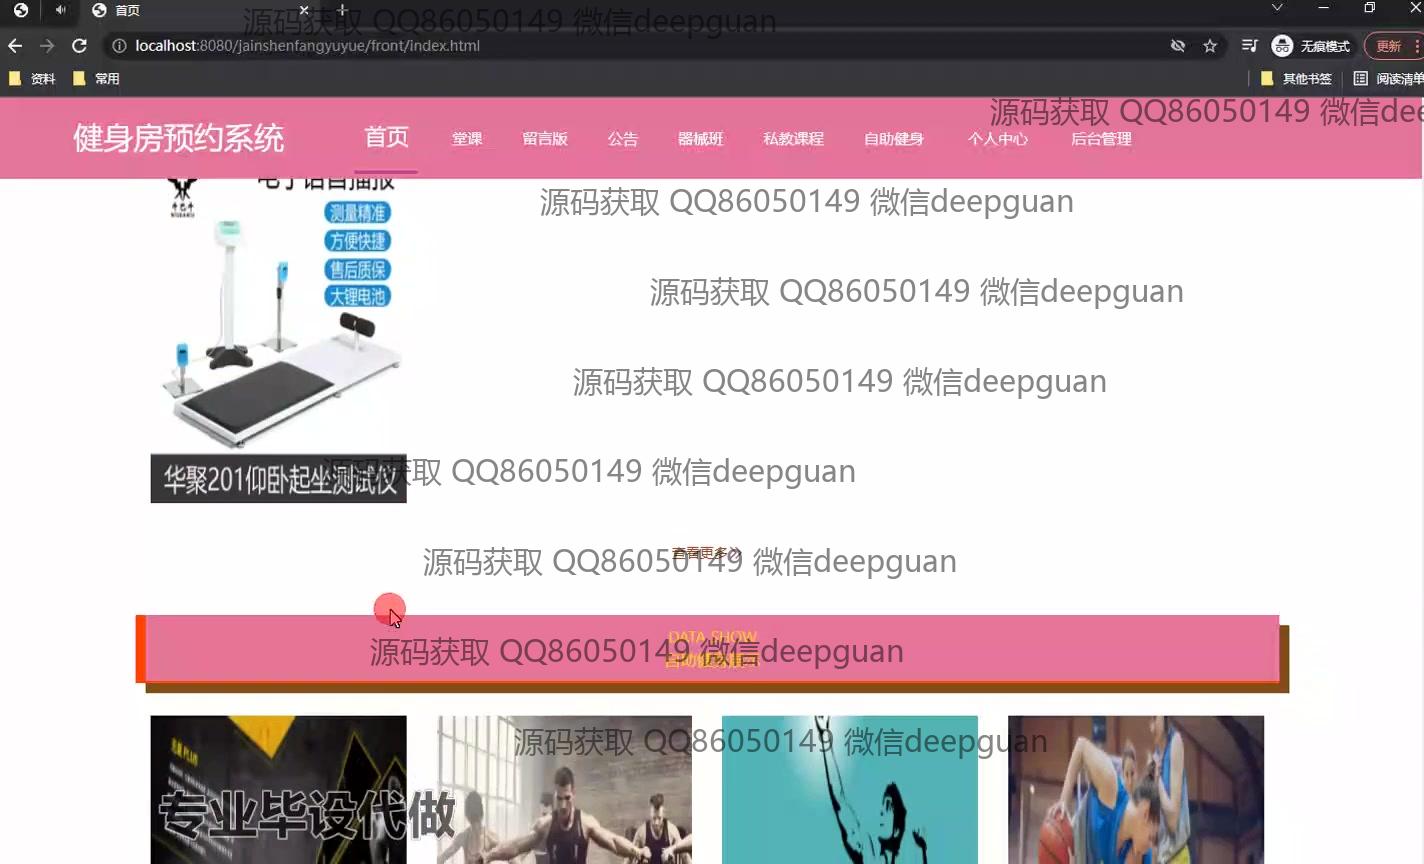 首页
源码获取 QQ86050149 微信deepguan
localhost:8080/jainshenfangyuyue/front/index.html
无痕模式
更新
资料
常用
其他书签
阅读清单
源码获取 QQ86050149 微信dee
健身房预约系统
首页
堂课
留言版
公告
器械班
私教课程
自助健身
个人中心
后台管理
电子语音播报
源码获取 QQ86050149 微信deepguan
测量精准
方便快捷
售后质保
大锂电池
源码获取 QQ86050149 微信deepguan
源码获取 QQ86050149 微信deepguan
华聚201仰卧起坐测试仪
源码获取 QQ86050149 微信deepguan
查看更多
源码获取 QQ86050149 微信deepguan
DATA SHOW
自助健身展示
源码获取 QQ86050149 微信deepguan
源码获取 QQ86050149 微信deepguan
专业毕设代做